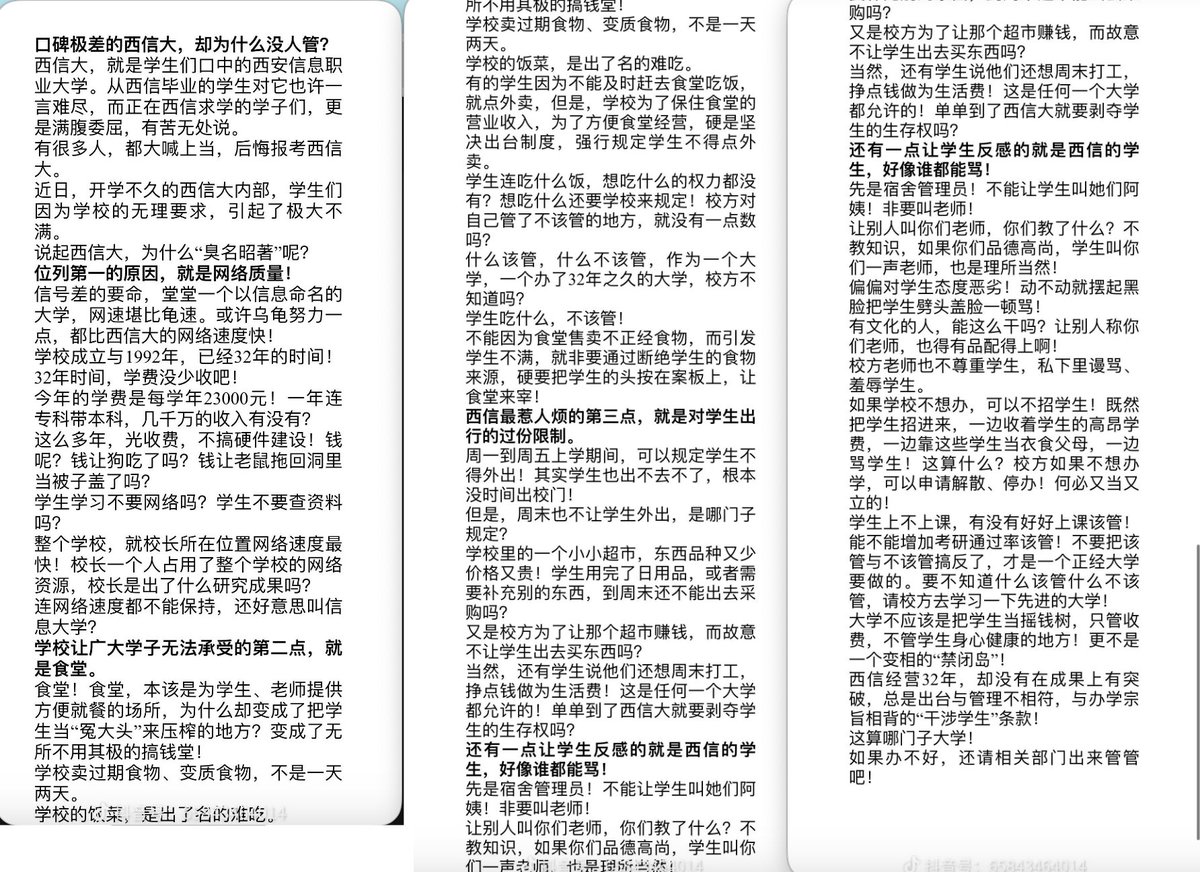 口碑极差的西信大，却为什么没人管？
西信大，就是学生们口中的西安信息职
业大学。从西信毕业的学生对它也许一
言难尽，而正在西信求学的学子们，更
是满腹委屈，有苦无处说。
有很多人，都大喊上当，后悔报考西信
大。
近日，开学不久的西信大内部，学生们
因为学校的无理要求，引起了极大不
满。
说起西信大，为什么“臭名昭著”呢？
位列第一的原因，就是网络质量！
信号差的要命，堂堂一个以信息命名的
大学，网速堪比龟速。或许乌龟努力一
点，都比西信大的网络速度快！
学校成立与1992年，已经32年的时间！
32年时间，学费没少收吧！
今年的学费是每学年23000元！一年连
专科带本科，几千万的收入有没有？
这么多年，光收费，不搞硬件建设！钱
呢？钱让狗吃了吗？钱让老鼠拖回洞里
当被子盖了吗？
学生学习不要网络吗？学生不要查资料
吗？
整个学校，就校长所在位置网络速度最
快！校长一个人占用了整个学校的网络
资源，校长是出了什么研究成果吗？
连网络速度都不能保持，还好意思叫信
息大学？
学校让广大学子无法承受的第二点，就
是食堂。
食堂！食堂，本该是为学生、老师提供
方便就餐的场所，为什么却变成了把学
生当“冤大头”来压榨的地方？变成了无
所不用其极的搞钱堂！
学校卖过期食物、变质食物，不是一天
两天。
学校的饭菜，是出了名的难吃。
所不用其极的搞钱堂！
学校卖过期食物、变质食物，不是一天
两天。
学校的饭菜，是出了名的难吃。
有的学生因为不能及时赶去食堂吃饭，
就点外卖，但是，学校为了保住食堂的
营业收入，为了方便食堂经营，硬是坚
决出台制度，强行规定学生不得点外
卖。
学生连吃什么饭，想吃什么的权力都没
有？想吃什么还要学校来规定！校方对
自己管了不该管的地方，就没有一点数
吗？
什么该管，什么不该管，作为一个大
学，一个办了32年之久的大学，校方不
知道吗？
学生吃什么，不该管！
不能因为食堂售卖不正经食物，而引发
学生不满，就非要通过断绝学生的食物
来源，硬要把学生的头按在案板上，让
食堂来宰！
西信最惹人烦的第三点，就是对学生出
行的过份限制。
周一到周五上学期间，可以规定学生不
得外出！其实学生也出不去不了，根本
没时间出校门！
但是，周末也不让学生外出，是哪门子
规定？
学校里的一个小小超市，东西品种又少
价格又贵！学生用完了日用品，或者需
要补充别的东西，到周末还不能出去采
购吗？
又是校方为了让那个超市赚钱，而故意
不让学生出去买东西吗？
当然，还有学生说他们还想周末打工，
挣点钱做为生活费！这是任何一个大学
都允许的！单单到了西信大就要剥夺学
生的生存权吗？
还有一点让学生反感的就是西信的学
生，好像谁都能骂！
先是宿舍管理员！不能让学生叫她们阿
姨！非要叫老师！
让别人叫你们老师，你们教了什么？不
教知识，如果你们品德高尚，学生叫你
们一声老师，也是理所当然！
购吗？
又是校方为了让那个超市赚钱，而故意
不让学生出去买东西吗？
当然，还有学生说他们还想周末打工，
挣点钱做为生活费！这是任何一个大学
都允许的！单单到了西信大就要剥夺学
生的生存权吗？
还有一点让学生反感的就是西信的学
生，好像谁都能骂！
先是宿舍管理员！不能让学生叫她们阿
姨！非要叫老师！
让别人叫你们老师，你们教了什么？不
教知识，如果你们品德高尚，学生叫你
们一声老师，也是理所当然！
偏偏对学生态度恶劣！动不动就摆起黑
脸把学生劈头盖脸一顿骂！
有文化的人，能这么干吗？让别人称你
们老师，也得有品配得上啊！
校方老师也不尊重学生，私下里谩骂、
羞辱学生。
如果学校不想办，可以不招学生！既然
把学生招进来，一边收着学生的高昂学
费，一边靠这些学生当衣食父母，一边
骂学生！这算什么？校方如果不想办
学，可以申请解散、停办！何必又当又
立的！
学生上不上课，有没有好好上课该管！
能不能增加考研通过率该管！不要把该
管与不该管搞反了，才是一个正经大学
要做的。要不知道什么该管什么不该
管，请校方去学习一下先进的大学！
大学不应该是把学生当摇钱树，只管收
费，不管学生身心健康的地方！更不是
一个变相的“禁闭岛”！
西信经营32年，却没有在成果上有突
破，总是出台与管理不相符，与办学宗
旨相背的“干涉学生”条款！
这算哪门子大学！
如果办不好，还请相关部门出来管管
吧！
抖音号：65843464014